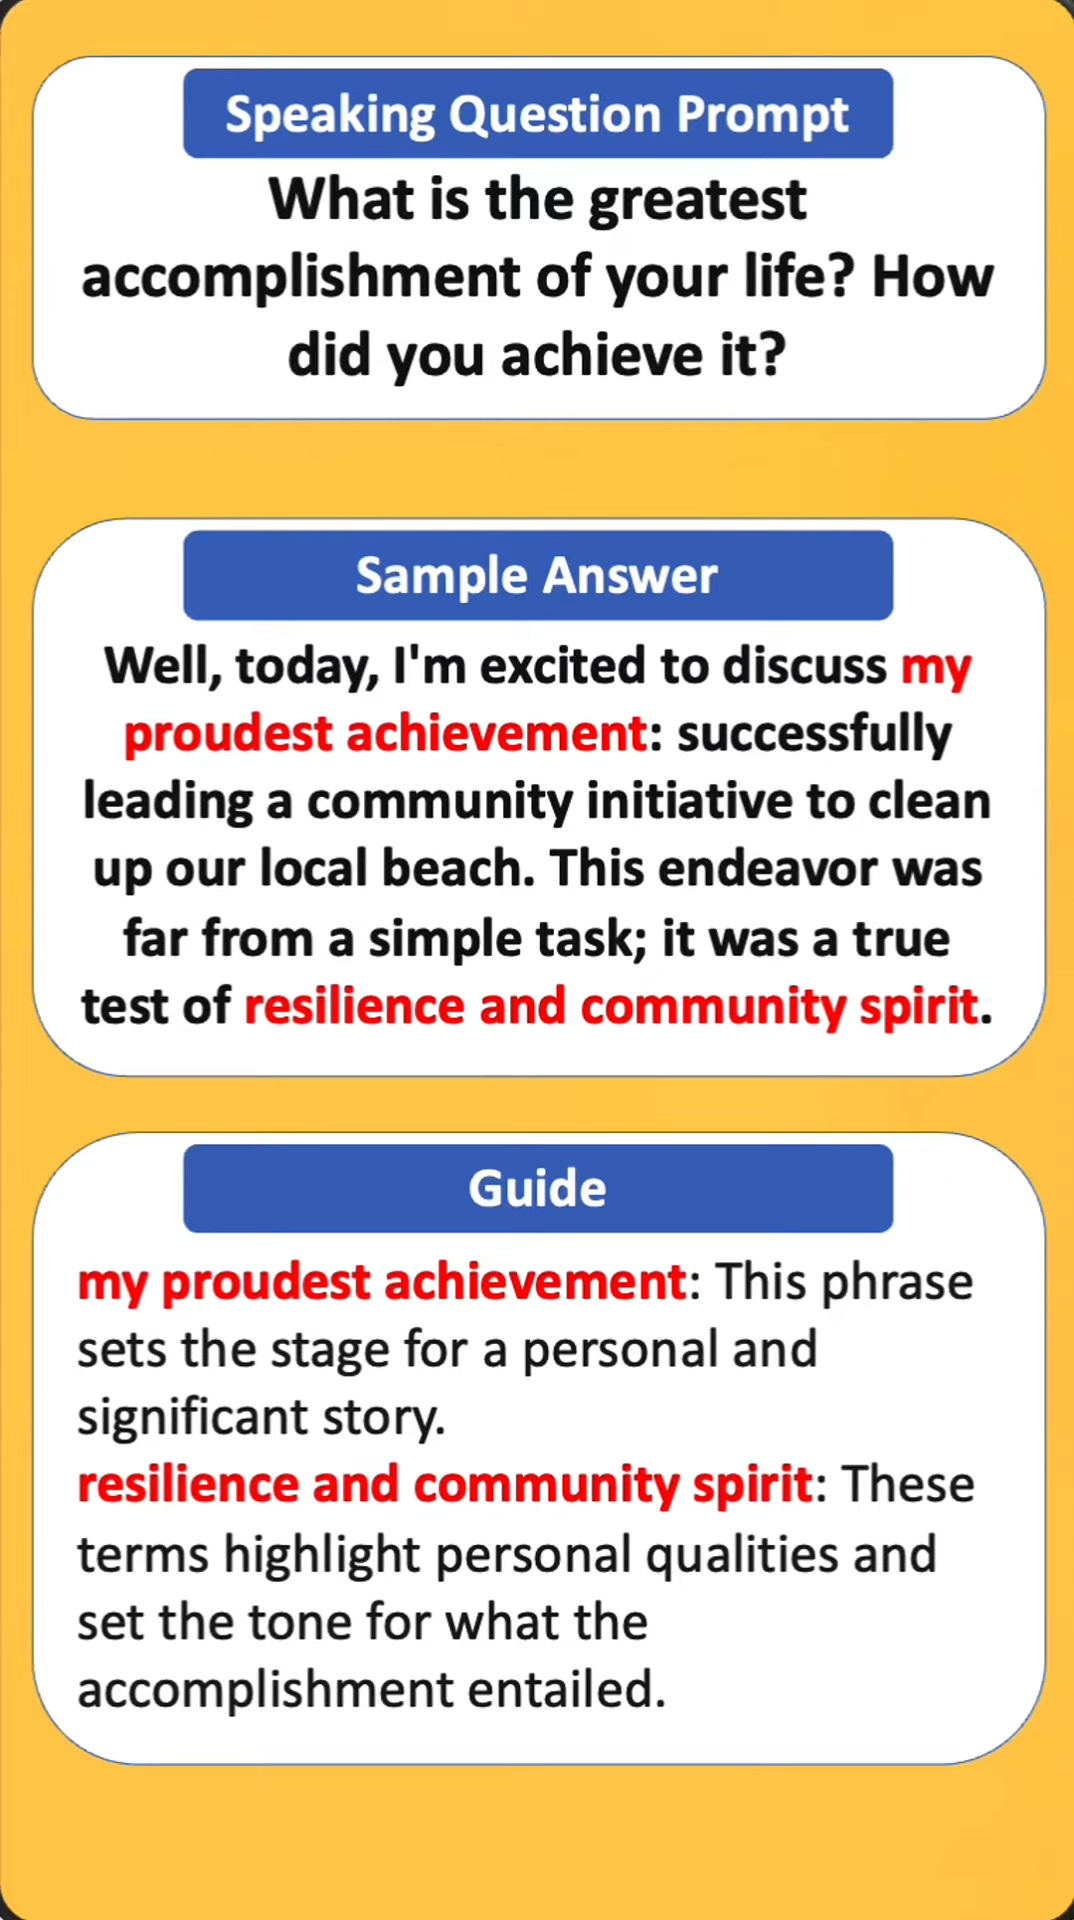 Speaking Question Prompt
What is the greatest
accomplishment of your life? How
did you achieve it?
Sample Answer
Well, today, I'm excited to discuss my
proudest achievement: successfully
leading a community initiative to clean
up our local beach. This endeavor was
far from a simple task; it was a true
test of resilience and community spirit.
Guide
my proudest achievement: This phrase
sets the stage for a personal and
significant story.
resilience and community spirit: These
terms highlight personal qualities and
set the tone for what the
accomplishment entailed.